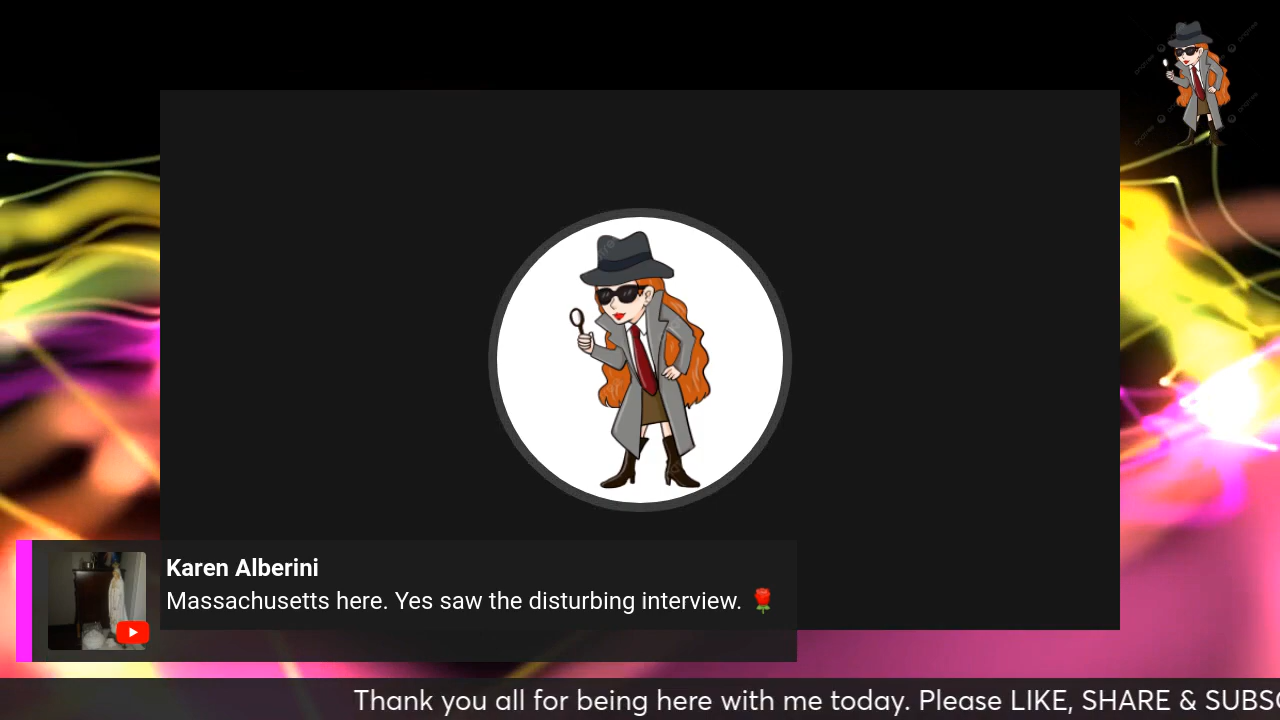 Karen Alberini
Massachusetts here. Yes saw the disturbing interview. 🌹
Thank you all for being here with me today. Please LIKE, SHARE & SUBSC